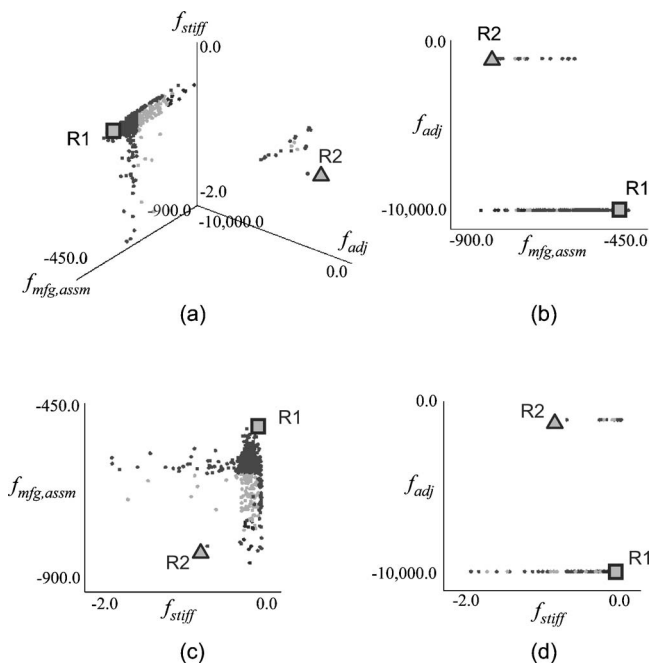 f_stiff
0.0
R1
R2
-2.0
-900.0
-10,000.0
-450.0
f_adj
0.0
f_mfg,assm
(a)
0.0
R2
f_adj
R1
-10,000.0
-900.0
f_mfg,assm
-450.0
(b)
-450.0
R1
f_mfg,assm
R2
-900.0
-2.0
f_stiff
0.0
(c)
0.0
R2
f_adj
R1
-10,000.0
-2.0
f_stiff
0.0
(d)